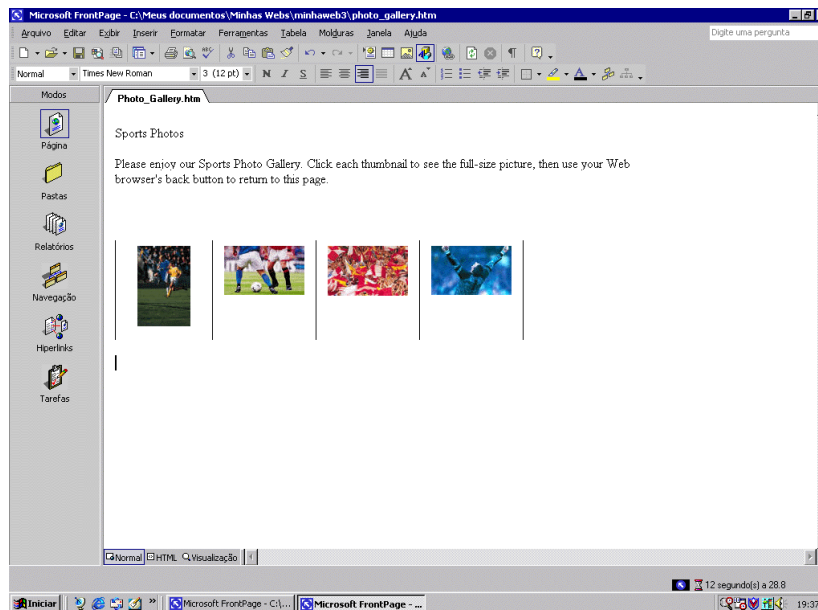 Microsoft FrontPage - C:\Meus documentos\Minhas Webs\minhaweb3\photo_gallery.htm
Arquivo Editar Exibir Inserir Formatar Ferramentas Tabela Molduras Janela Ajuda Digite uma pergunta
Normal Times New Roman 3 (12 pt) N I S
Modos
Photo_Gallery.htm
Página
Pastas
Relatórios
Navegação
Hiperlinks
Tarefas
Sports Photos
Please enjoy our Sports Photo Gallery. Click each thumbnail to see the full-size picture, then use your Web
browser's back button to return to this page.
Normal HTML Visualização
12 segundo(s) a 28.8
Iniciar » Microsoft FrontPage - C:\... Microsoft FrontPage - ... 19:37